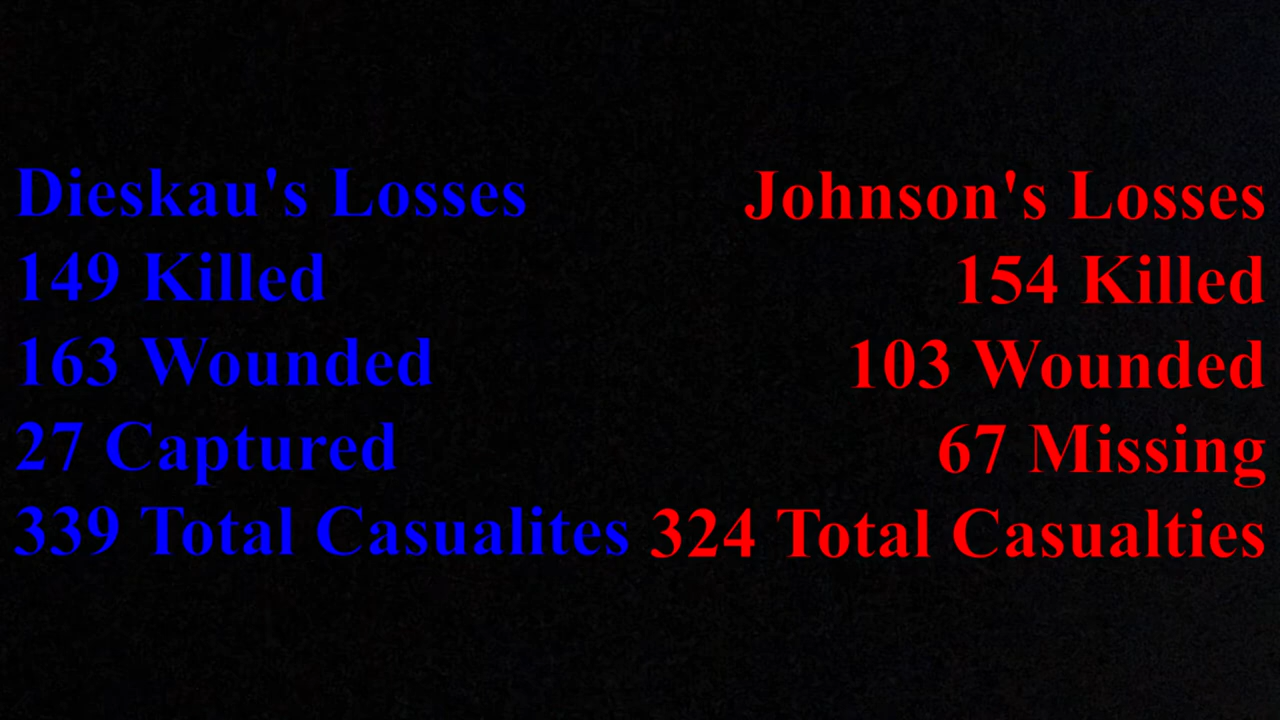 Dieskau's Losses
149 Killed
163 Wounded
27 Captured
339 Total Casualites
Johnson's Losses
154 Killed
103 Wounded
67 Missing
324 Total Casualties